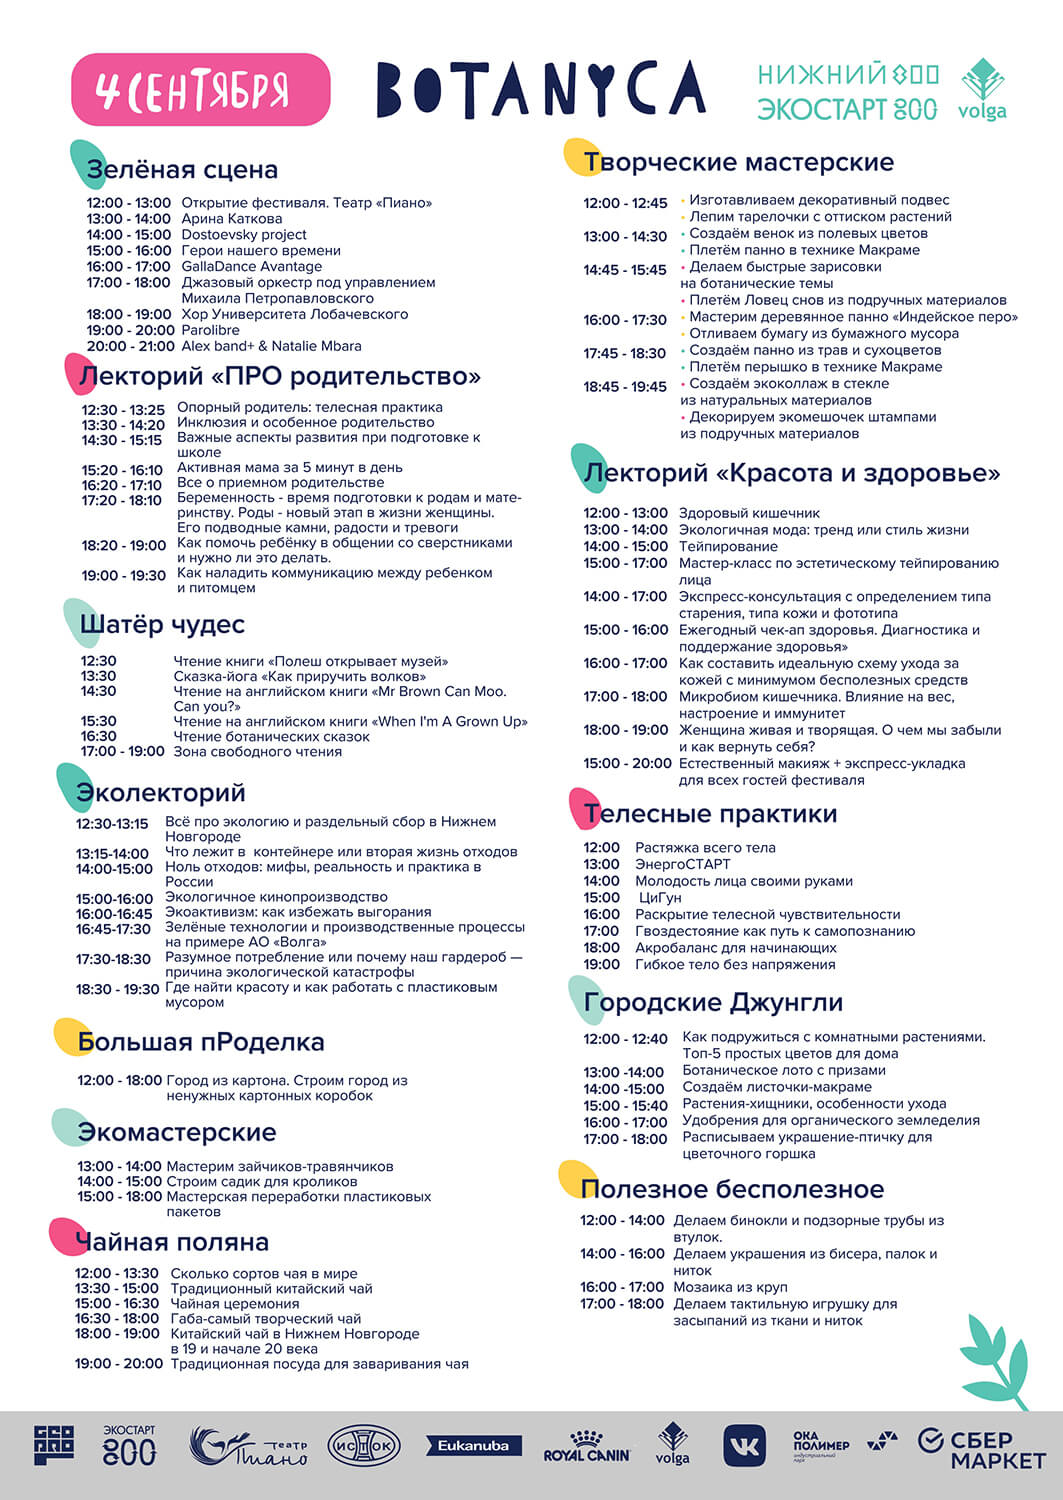 4 СЕНТЯБРЯ
BOTANYCA
НИЖНИЙ 800
ЭКОСТАРТ 800
volga
Зелёная сцена
12:00 - 13:00 Открытие фестиваля. Театр «Пиано»
13:00 - 14:00 Арина Каткова
14:00 - 15:00 Dostoevsky project
15:00 - 16:00 Герои нашего времени
16:00 - 17:00 GallaDance Avantage
17:00 - 18:00 Джазовый оркестр под управлением
Михаила Петропавловского
18:00 - 19:00 Хор Университета Лобачевского
19:00 - 20:00 Parolibre
20:00 - 21:00 Alex band+ & Natalie Mbara
Лекторий «ПРО родительство»
12:30 - 13:25 Опорный родитель: телесная практика
13:30 - 14:20 Инклюзия и особенное родительство
14:30 - 15:15 Важные аспекты развития при подготовке к
школе
15:20 - 16:10 Активная мама за 5 минут в день
16:20 - 17:10 Все о приемном родительстве
17:20 - 18:10 Беременность - время подготовки к родам и мате-
ринству. Роды - новый этап в жизни женщины.
Его подводные камни, радости и тревоги
18:20 - 19:00 Как помочь ребёнку в общении со сверстниками
и нужно ли это делать.
19:00 - 19:30 Как наладить коммуникацию между ребенком
и питомцем
Шатёр чудес
12:30 Чтение книги «Полеш открывает музей»
13:30 Сказка-йога «Как приручить волков»
14:30 Чтение на английском книги «Mr Brown Can Moo.
Can you?»
15:30 Чтение на английском книги «When I'm A Grown Up»
16:30 Чтение ботанических сказок
17:00 - 19:00 Зона свободного чтения
Эколекторий
12:30-13:15 Всё про экологию и раздельный сбор в Нижнем
Новгороде
13:15-14:00 Что лежит в контейнере или вторая жизнь отходов
14:00-15:00 Ноль отходов: мифы, реальность и практика в
России
15:00-16:00 Экологичное кинопроизводство
16:00-16:45 Экоактивизм: как избежать выгорания
16:45-17:30 Зелёные технологии и производственные процессы
на примере АО «Волга»
17:30-18:30 Разумное потребление или почему наш гардероб —
причина экологической катастрофы
18:30 - 19:30 Где найти красоту и как работать с пластиковым
мусором
Большая пРоделка
12:00 - 18:00 Город из картона. Строим город из
ненужных картонных коробок
Экомастерские
13:00 - 14:00 Мастерим зайчиков-травянчиков
14:00 - 15:00 Строим садик для кроликов
15:00 - 18:00 Мастерская переработки пластиковых
пакетов
Чайная поляна
12:00 - 13:30 Сколько сортов чая в мире
13:30 - 15:00 Традиционный китайский чай
15:00 - 16:30 Чайная церемония
16:30 - 18:00 Габа-самый творческий чай
18:00 - 19:00 Китайский чай в Нижнем Новгороде
в 19 и начале 20 века
19:00 - 20:00 Традиционная посуда для заваривания чая
Творческие мастерские
12:00 - 12:45 • Изготавливаем декоративный подвес
• Лепим тарелочки с оттиском растений
13:00 - 14:30 • Создаём венок из полевых цветов
• Плетём панно в технике Макраме
14:45 - 15:45 • Делаем быстрые зарисовки
на ботанические темы
• Плетём Ловец снов из подручных материалов
16:00 - 17:30 • Мастерим деревянное панно «Индейское перо»
• Отливаем бумагу из бумажного мусора
17:45 - 18:30 • Создаём панно из трав и сухоцветов
• Плетём перышко в технике Макраме
18:45 - 19:45 • Создаём экоколлаж в стекле
из натуральных материалов
• Декорируем экомешочек штампами
из подручных материалов
Лекторий «Красота и здоровье»
12:00 - 13:00 Здоровый кишечник
13:00 - 14:00 Экологичная мода: тренд или стиль жизни
14:00 - 15:00 Тейпирование
15:00 - 17:00 Мастер-класс по эстетическому тейпированию
лица
14:00 - 17:00 Экспресс-консультация с определением типа
старения, типа кожи и фототипа
15:00 - 16:00 Ежегодный чек-ап здоровья. Диагностика и
поддержание здоровья»
16:00 - 17:00 Как составить идеальную схему ухода за
кожей с минимумом бесполезных средств
17:00 - 18:00 Микробиом кишечника. Влияние на вес,
настроение и иммунитет
18:00 - 19:00 Женщина живая и творящая. О чем мы забыли
и как вернуть себя?
15:00 - 20:00 Естественный макияж + экспресс-укладка
для всех гостей фестиваля
Телесные практики
12:00 Растяжка всего тела
13:00 ЭнергоСТАРТ
14:00 Молодость лица своими руками
15:00 ЦиГун
16:00 Раскрытие телесной чувствительности
17:00 Гвоздестояние как путь к самопознанию
18:00 Акробаланс для начинающих
19:00 Гибкое тело без напряжения
Городские Джунгли
12:00 - 12:40 Как подружиться с комнатными растениями.
Топ-5 простых цветов для дома
13:00 -14:00 Ботаническое лото с призами
14:00 -15:00 Создаём листочки-макраме
15:00 - 15:40 Растения-хищники, особенности ухода
16:00 - 17:00 Удобрения для органического земледелия
17:00 - 18:00 Расписываем украшение-птичку для
цветочного горшка
Полезное бесполезное
12:00 - 14:00 Делаем бинокли и подзорные трубы из
втулок.
14:00 - 16:00 Делаем украшения из бисера, палок и
ниток
16:00 - 17:00 Мозаика из круп
17:00 - 18:00 Делаем тактильную игрушку для
засыпаний из ткани и ниток
ЭКОСТАРТ
800
театр
Пиано
ИСТОК
Eukanuba
ROYAL CANIN
volga
VK
ОКА
ПОЛИМЕР
индустриальный
парк
СБЕР
МАРКЕТ